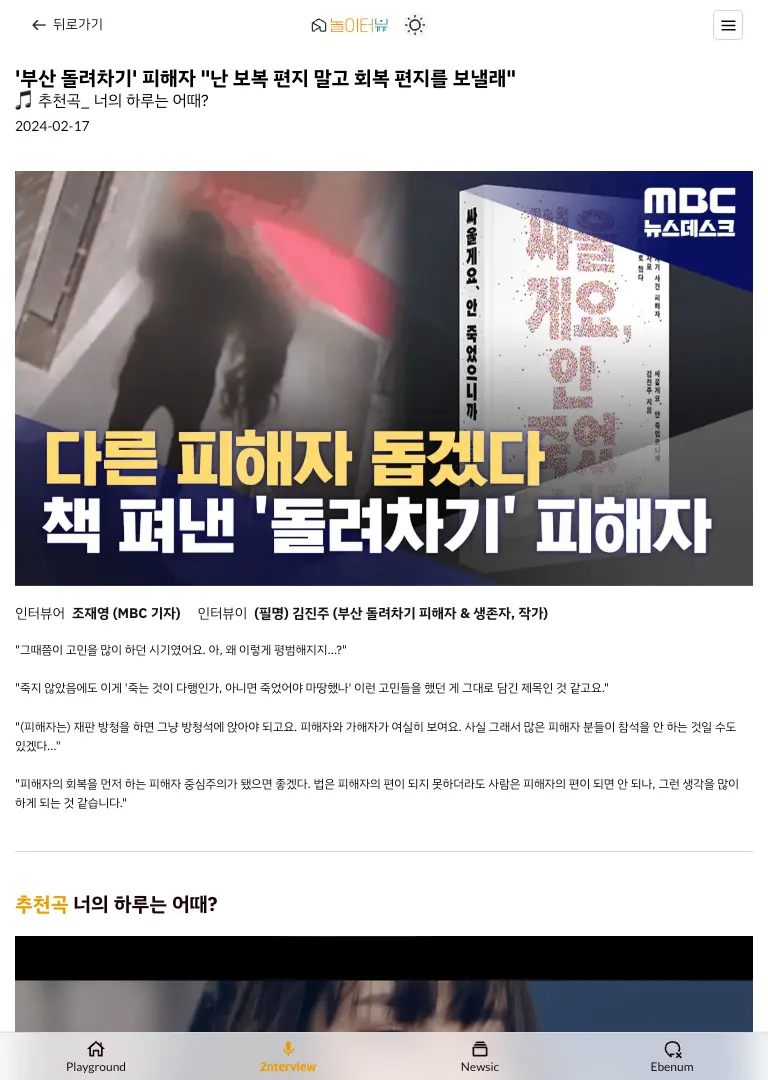 뒤로가기
놀이터뷰
'부산 돌려차기' 피해자 "난 보복 편지 말고 회복 편지를 보낼래"
🎵 추천곡_ 너의 하루는 어때?
2024-02-17
MBC
뉴스데스크
싸울게요, 안 죽었으니까
싸울
게요,
안
다른 피해자 돕겠다
책 펴낸 '돌려차기' 피해자
인터뷰어 조재영 (MBC 기자) 인터뷰이 (필명) 김진주 (부산 돌려차기 피해자 & 생존자, 작가)
"그때쯤이 고민을 많이 하던 시기였어요. 아, 왜 이렇게 평범해지지...?"
"죽지 않았음에도 이게 '죽는 것이 다행인가, 아니면 죽었어야 마땅했나' 이런 고민들을 했던 게 그대로 담긴 제목인 것 같고요."
"(피해자는) 재판 방청을 하면 그냥 방청석에 앉아야 되고요. 피해자와 가해자가 여실히 보여요. 사실 그래서 많은 피해자 분들이 참석을 안 하는 것일 수도
있겠다..."
"피해자의 회복을 먼저 하는 피해자 중심주의가 됐으면 좋겠다. 법은 피해자의 편이 되지 못하더라도 사람은 피해자의 편이 되면 안 되나, 그런 생각을 많이
하게 되는 것 같습니다."
추천곡 너의 하루는 어때?
Playground
2nterview
Newsic
Ebenum